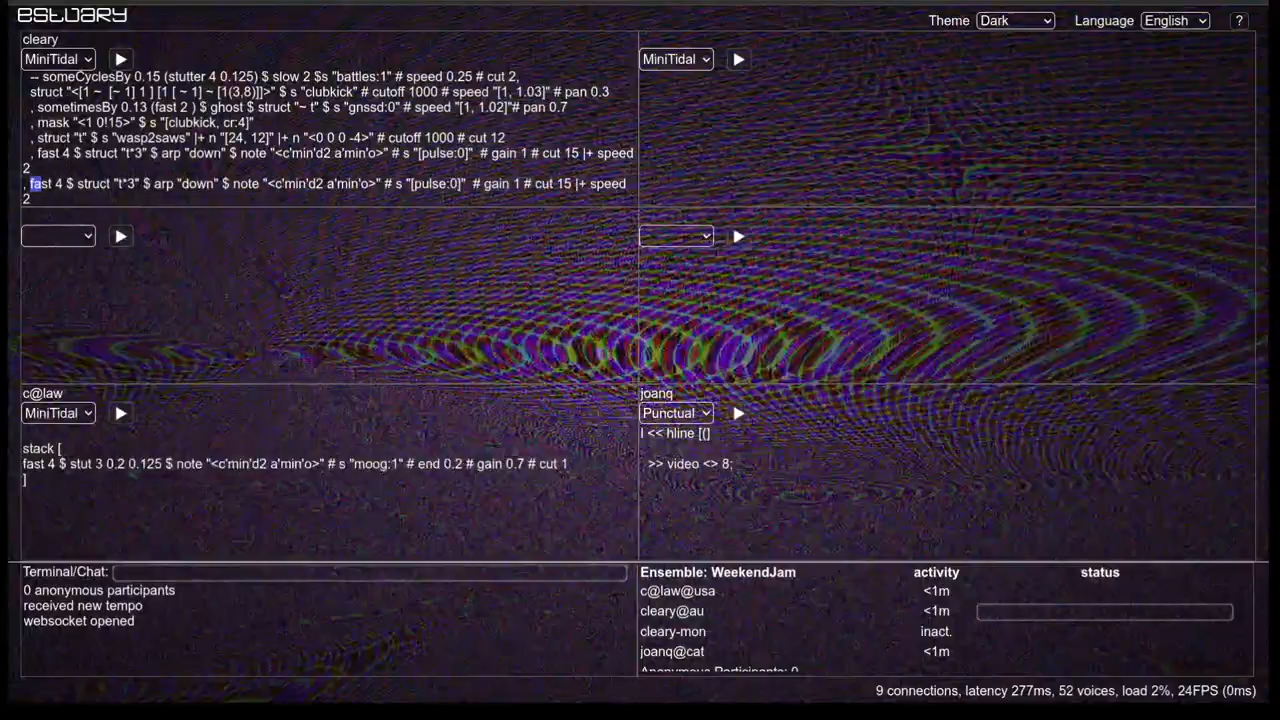 estuary
Theme Dark Language English ?
cleary
MiniTidal
MiniTidal
-- someCyclesBy 0.15 (stutter 4 0.125) $ slow 2 $s "battles:1" # speed 0.25 # cut 2,
struct "<[1 ~ [~ 1] 1 ] [1 [ ~ 1] ~ [1(3,8)]]>" $ s "clubkick" # cutoff 1000 # speed "[1, 1.03]" # pan 0.3
, sometimesBy 0.13 (fast 2 ) $ ghost $ struct "~ t" $ s "gnssd:0" # speed "[1, 1.02]"# pan 0.7
, mask "<1 0!15>" $ s "[clubkick, cr:4]"
, struct "t" $ s "wasp2saws" |+ n "[24, 12]" |+ n "<0 0 0 -4>" # cutoff 1000 # cut 12
, fast 4 $ struct "t*3" $ arp "down" $ note "<c'min'd2 a'min'o>" # s "[pulse:0]" # gain 1 # cut 15 |+ speed
2
, fast 4 $ struct "t*3" $ arp "down" $ note "<c'min'd2 a'min'o>" # s "[pulse:0]" # gain 1 # cut 15 |+ speed
2
c@law
MiniTidal
stack [
fast 4 $ stut 3 0.2 0.125 $ note "<c'min'd2 a'min'o>" # s "moog:1" # end 0.2 # gain 0.7 # cut 1
]
joanq
Punctual
l << hline [(]
>> video <> 8;
Terminal/Chat:
0 anonymous participants
received new tempo
websocket opened
Ensemble: WeekendJam activity status
c@law@usa <1m
cleary@au <1m
cleary-mon inact.
joanq@cat <1m
Anonymous Participants: 0
9 connections, latency 277ms, 52 voices, load 2%, 24FPS (0ms)